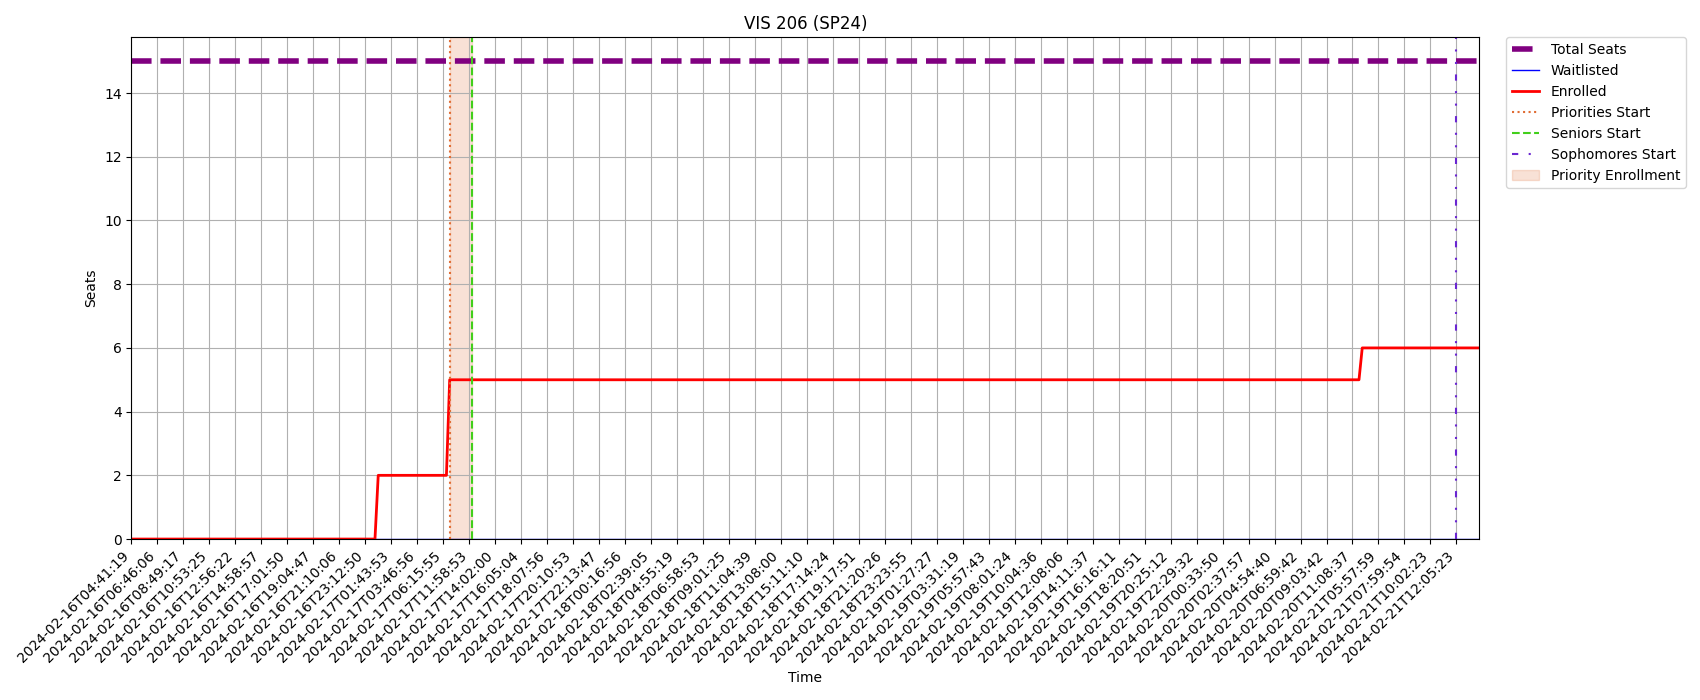 VIS 206 (SP24)
Total Seats
Waitlisted
Enrolled
Priorities Start
Seniors Start
Sophomores Start
Priority Enrollment
Seats
14
12
10
8
6
4
2
0
2024-02-16T04:41:19
2024-02-16T06:46:06
2024-02-16T08:49:17
2024-02-16T10:53:25
2024-02-16T12:56:22
2024-02-16T14:58:57
2024-02-16T17:01:50
2024-02-16T19:04:47
2024-02-16T21:10:06
2024-02-16T23:12:50
2024-02-17T01:43:53
2024-02-17T03:46:56
2024-02-17T06:15:55
2024-02-17T11:58:53
2024-02-17T14:02:00
2024-02-17T16:05:04
2024-02-17T18:07:56
2024-02-17T20:10:53
2024-02-17T22:13:47
2024-02-18T00:16:56
2024-02-18T02:39:05
2024-02-18T04:55:19
2024-02-18T06:58:53
2024-02-18T09:01:25
2024-02-18T11:04:39
2024-02-18T13:08:00
2024-02-18T15:11:10
2024-02-18T17:14:24
2024-02-18T19:17:51
2024-02-18T21:20:26
2024-02-18T23:23:55
2024-02-19T01:27:27
2024-02-19T03:31:19
2024-02-19T05:57:43
2024-02-19T08:01:24
2024-02-19T10:04:36
2024-02-19T12:08:06
2024-02-19T14:11:37
2024-02-19T16:16:11
2024-02-19T18:20:51
2024-02-19T20:25:12
2024-02-19T22:29:32
2024-02-20T00:33:50
2024-02-20T02:37:57
2024-02-20T04:54:40
2024-02-20T06:59:42
2024-02-20T09:03:42
2024-02-20T11:08:37
2024-02-21T05:57:59
2024-02-21T07:59:54
2024-02-21T10:02:23
2024-02-21T12:05:23
Time